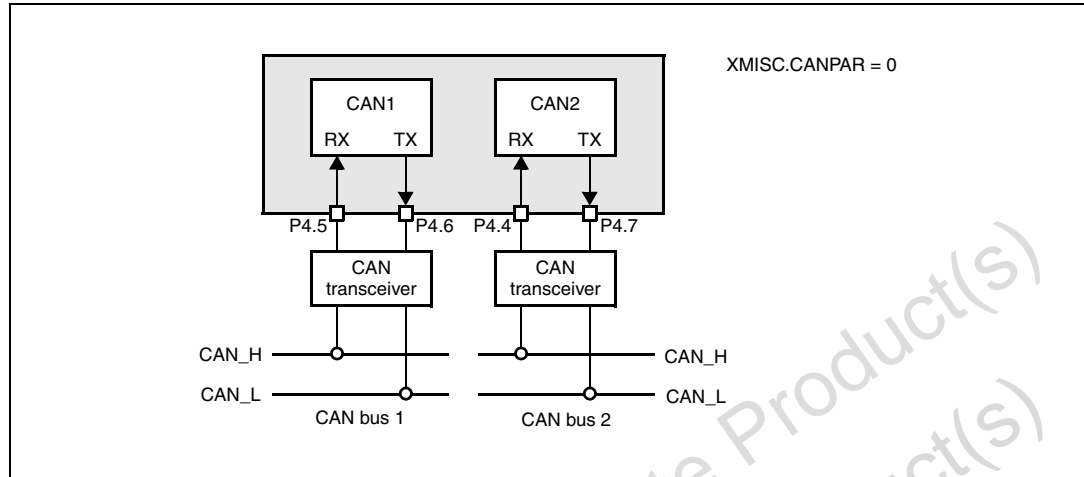 XMISC.CANPAR = 0
CAN1 CAN2
RX TX RX TX
P4.5 P4.6 P4.4 P4.7
CAN transceiver CAN transceiver
CAN_H CAN_H
CAN_L CAN_L
CAN bus 1 CAN bus 2
Product(s)